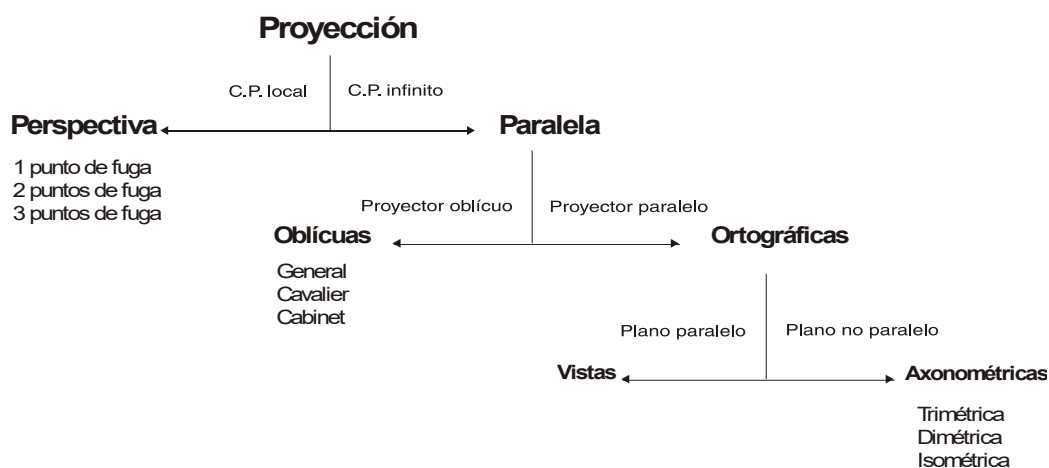 Proyección
C.P. local
C.P. infinito
Perspectiva
Paralela
1 punto de fuga
2 puntos de fuga
3 puntos de fuga
Proyector oblícuo
Proyector paralelo
Oblícuas
Ortográficas
General
Cavalier
Cabinet
Plano paralelo
Plano no paralelo
Vistas
Axonométricas
Trimétrica
Dimétrica
Isométrica